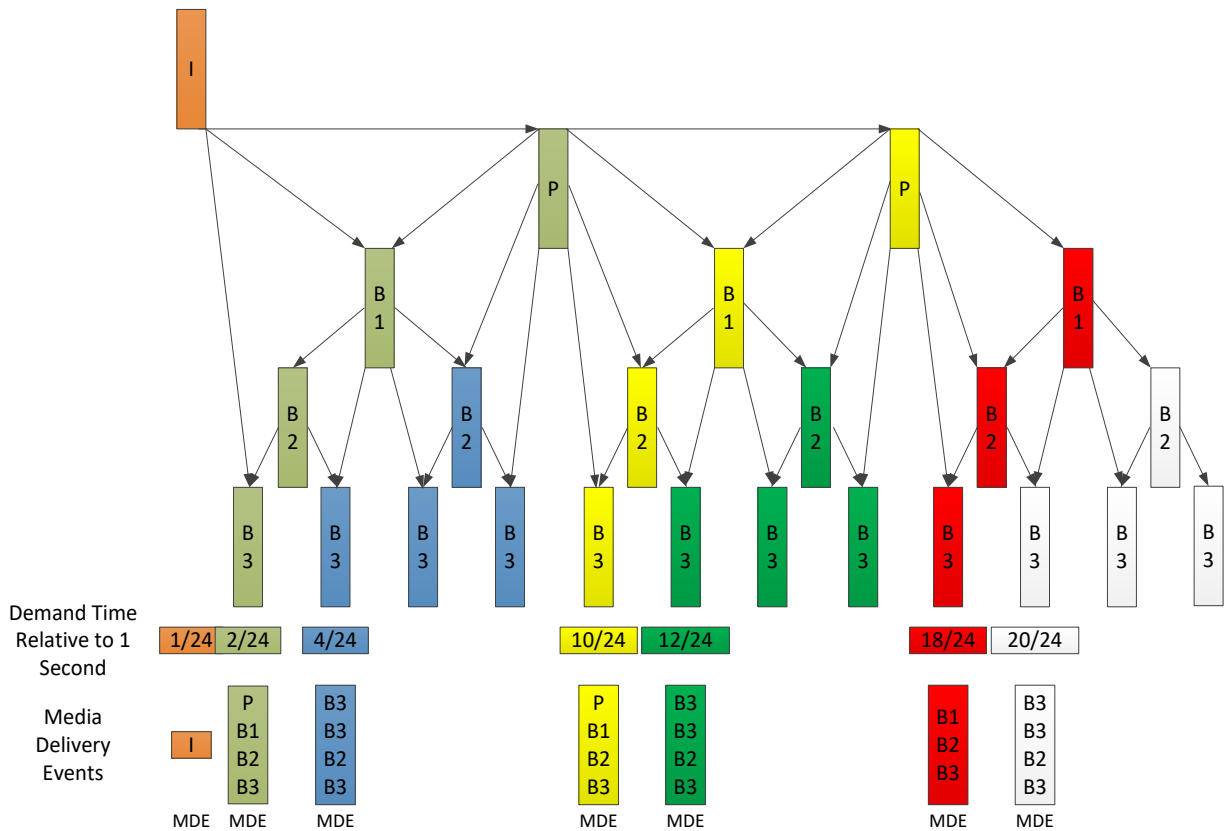 I
P
P
B
1
B
1
B
1
B
2
B
2
B
2
B
2
B
2
B
2
B
3
B
3
B
3
B
3
B
3
B
3
B
3
B
3
B
3
B
3
B
3
B
3
Demand Time
Relative to 1
Second
1/24 2/24 4/24 10/24 12/24 18/24 20/24
Media
Delivery
Events
I
P
B1
B2
B3
B3
B3
B2
B3
P
B1
B2
B3
B3
B3
B2
B3
B1
B2
B3
B3
B3
B2
B3
MDE MDE MDE MDE MDE MDE MDE